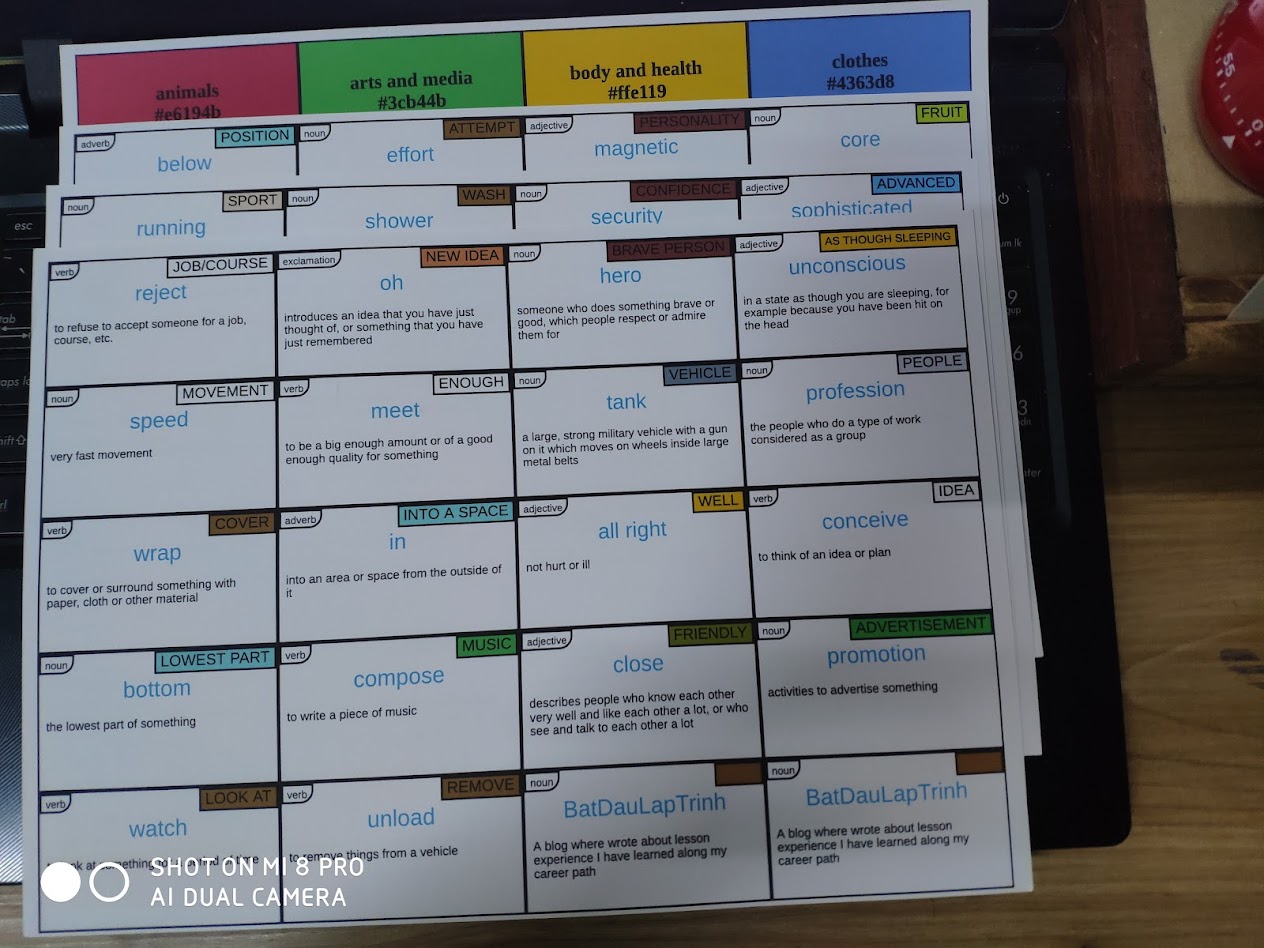 animals
#e6194b
arts and media
#3cb44b
body and health
#ffe119
clothes
#4363d8
adverb
POSITION
below
noun
ATTEMPT
effort
adjective
PERSONALITY
magnetic
noun
FRUIT
core
noun
SPORT
running
noun
WASH
shower
noun
CONFIDENCE
security
adjective
ADVANCED
sophisticated
verb
JOB/COURSE
reject
to refuse to accept someone for a job,
course, etc.
exclamation
NEW IDEA
oh
introduces an idea that you have just
thought of, or something that you have
just remembered
noun
BRAVE PERSON
hero
someone who does something brave or
good, which people respect or admire
them for
adjective
AS THOUGH SLEEPING
unconscious
in a state as though you are sleeping, for
example because you have been hit on
the head
noun
MOVEMENT
speed
very fast movement
verb
ENOUGH
meet
to be a big enough amount or of a good
enough quality for something
noun
VEHICLE
tank
a large, strong military vehicle with a gun
on it which moves on wheels inside large
metal belts
noun
PEOPLE
profession
the people who do a type of work
considered as a group
verb
COVER
wrap
to cover or surround something with
paper, cloth or other material
adverb
INTO A SPACE
in
into an area or space from the outside of
it
adjective
WELL
all right
not hurt or ill
verb
IDEA
conceive
to think of an idea or plan
noun
LOWEST PART
bottom
the lowest part of something
verb
MUSIC
compose
to write a piece of music
adjective
FRIENDLY
close
describes people who know each other
very well and like each other a lot, or who
see and talk to each other a lot
noun
ADVERTISEMENT
promotion
activities to advertise something
verb
LOOK AT
watch
verb
REMOVE
unload
to remove things from a vehicle
noun
BatDauLapTrinh
A blog where wrote about lesson
experience I have learned along my
career path
noun
BatDauLapTrinh
A blog where wrote about lesson
experience I have learned along my
career path
SHOT ON MI 8 PRO
AI DUAL CAMERA
esc
55
0
9
6
3